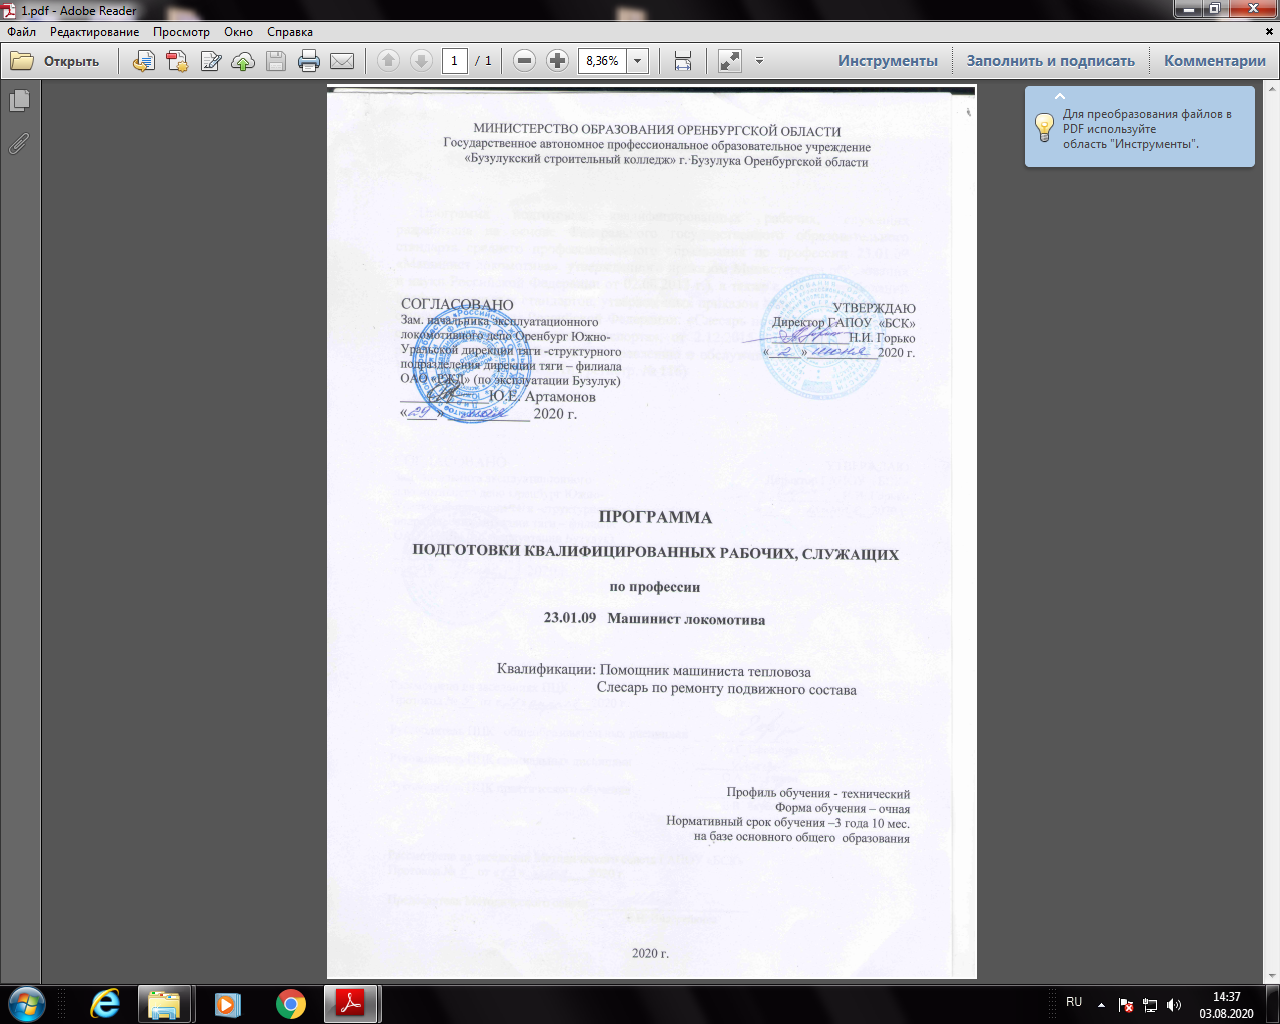 1.pdf - Adobe Reader
Файл Редактирование Просмотр Окно Справка
Открыть 1 / 1 8,36% Инструменты Заполнить и подписать Комментарии
Для преобразования файлов в
PDF используйте
область "Инструменты".
МИНИСТЕРСТВО ОБРАЗОВАНИЯ ОРЕНБУРГСКОЙ ОБЛАСТИ
Государственное автономное профессиональное образовательное учреждение
«Бузулукский строительный колледж» г. Бузулука Оренбургской области
СОГЛАСОВАНО
Зам. начальника эксплуатационного
локомотивного депо Оренбург Южно-
Уральской дирекции тяги -структурного
подразделения дирекции тяги – филиала
ОАО «РЖД» (по эксплуатации Бузулук)
Ю.Е. Артамонов
«29» 2020 г.
УТВЕРЖДАЮ
Директор ГАПОУ «БСК»
Н.И. Горько
«2» июня 2020 г.
ПРОГРАММА
ПОДГОТОВКИ КВАЛИФИЦИРОВАННЫХ РАБОЧИХ, СЛУЖАЩИХ
по профессии
23.01.09 Машинист локомотива
Квалификации: Помощник машиниста тепловоза
Слесарь по ремонту подвижного состава
Профиль обучения - технический
Форма обучения – очная
Нормативный срок обучения –3 года 10 мес.
на базе основного общего образования
2020 г.
RU
14:37
03.08.2020